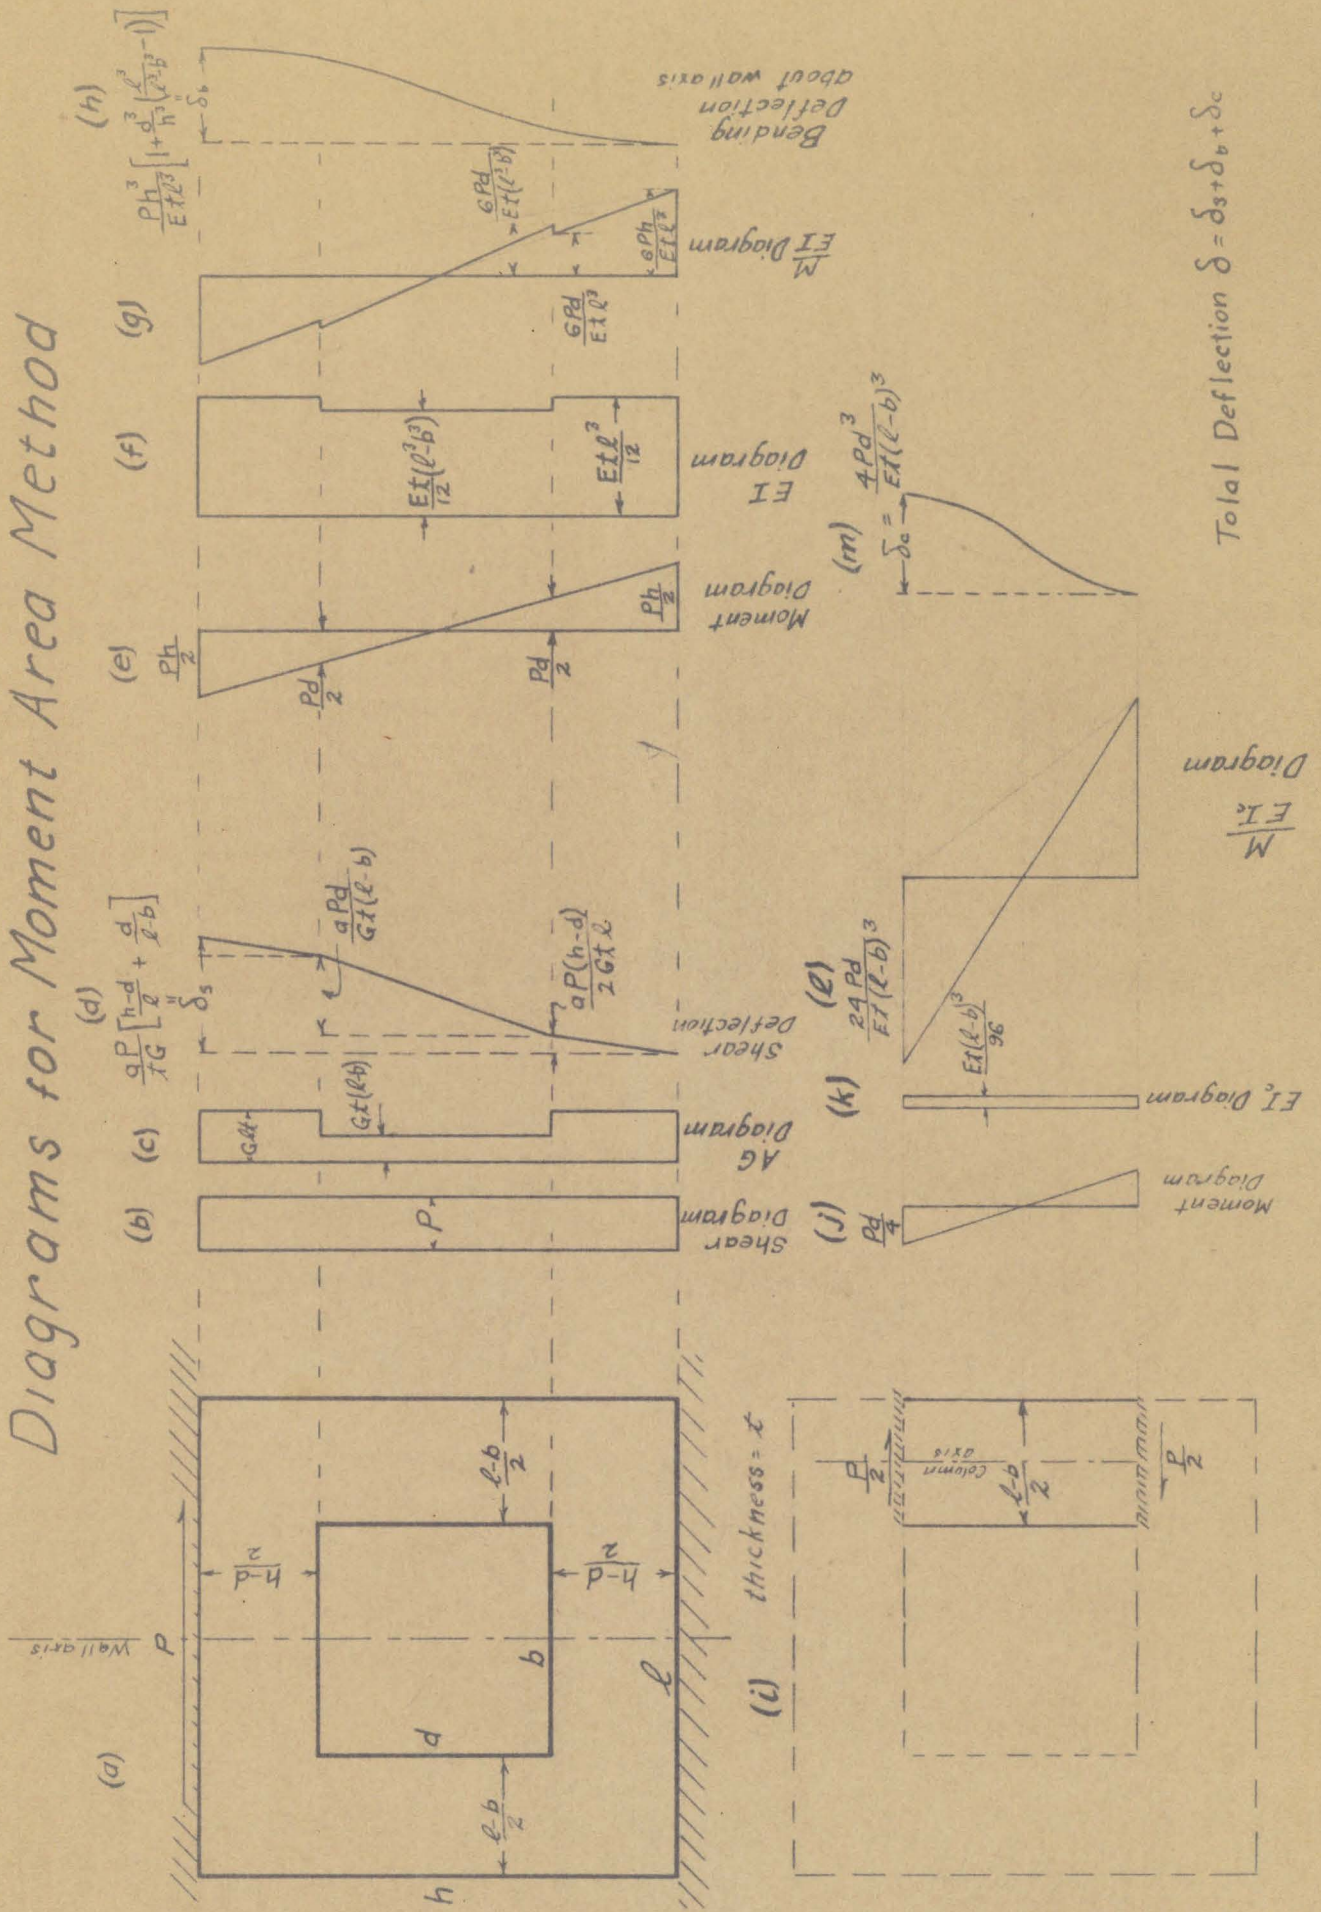 Diagrams for Moment Area Method
(a)
Wall axis
P
h-d
2
h
d
b
l-b
2
l-b
2
h-d
2
l
(b)
P
Shear
Diagram
(c)
Glt
Gt(l-b)
AG
Diagram
(d)
aP/tG [h-d/l + d/l-b]
"
δs
aPd
Gt(l-b)
aP(h-d)
2Gtl
Shear
Deflection
(e)
Ph
2
Pd
2
Pd
2
Ph
2
Moment
Diagram
(f)
Et(l³-b³)
12
Etl³
12
EI
Diagram
(g)
6Pd
Et(l³-b³)
6Pd
Etl³
6Ph
Etl³
M/EI Diagram
(h)
Ph³/Etl³ [1+d³/h³(l³/l³-b³-1)]
"
δb
Bending
Deflection
about wall axis
(i)
thickness = t
P
2
Column
axis
l-b
2
P
2
(j)
Pd
4
Moment
Diagram
(k)
Et(l-b)³
96
EIc Diagram
(l)
24Pd
Et(l-b)³
M
EIc
Diagram
(m)
δc = 4Pd³/Et(l-b)³
Total Deflection δ = δs+δb+δc